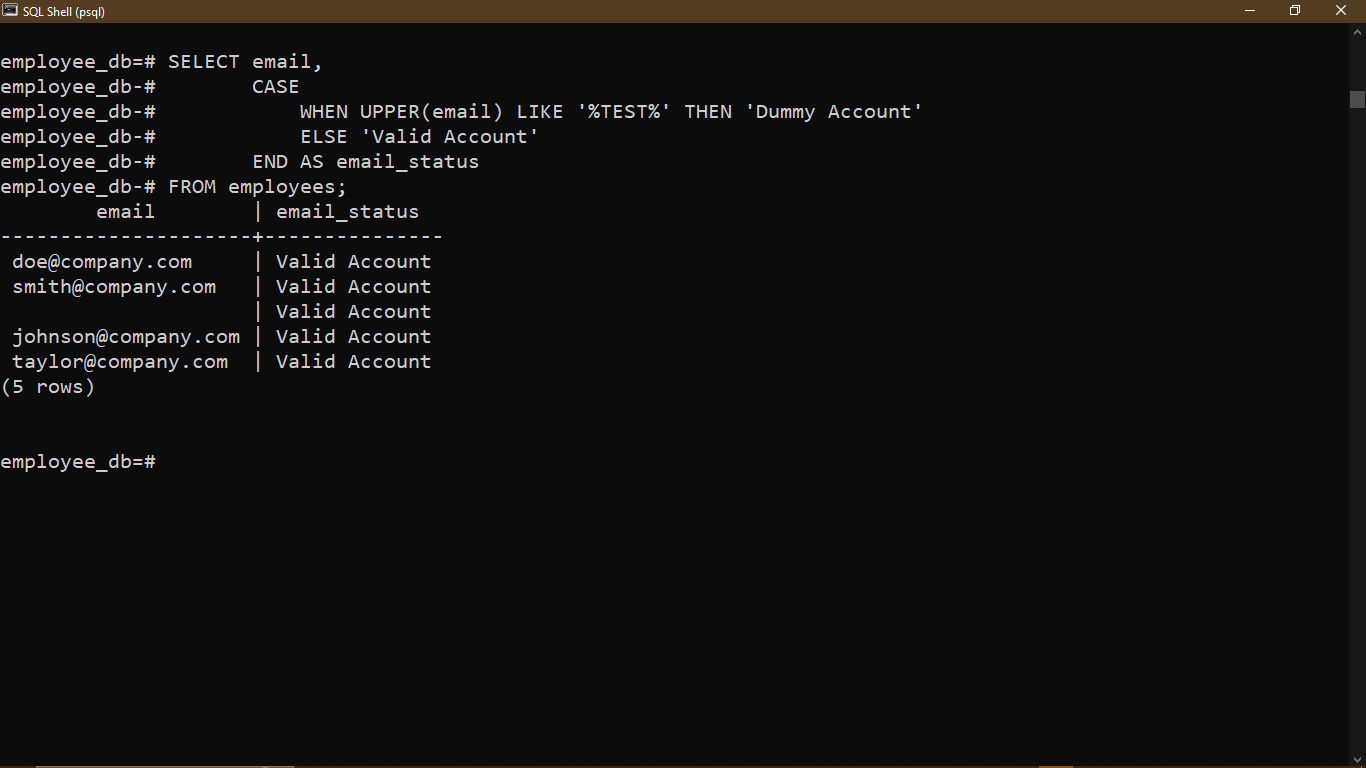 SQL Shell (psql)
employee_db=# SELECT email,
employee_db-#        CASE
employee_db-#            WHEN UPPER(email) LIKE '%TEST%' THEN 'Dummy Account'
employee_db-#            ELSE 'Valid Account'
employee_db-#        END AS email_status
employee_db-# FROM employees;
        email        | email_status
---------------------+---------------
 doe@company.com     | Valid Account
 smith@company.com   | Valid Account
                     | Valid Account
 johnson@company.com | Valid Account
 taylor@company.com  | Valid Account
(5 rows)
employee_db=#